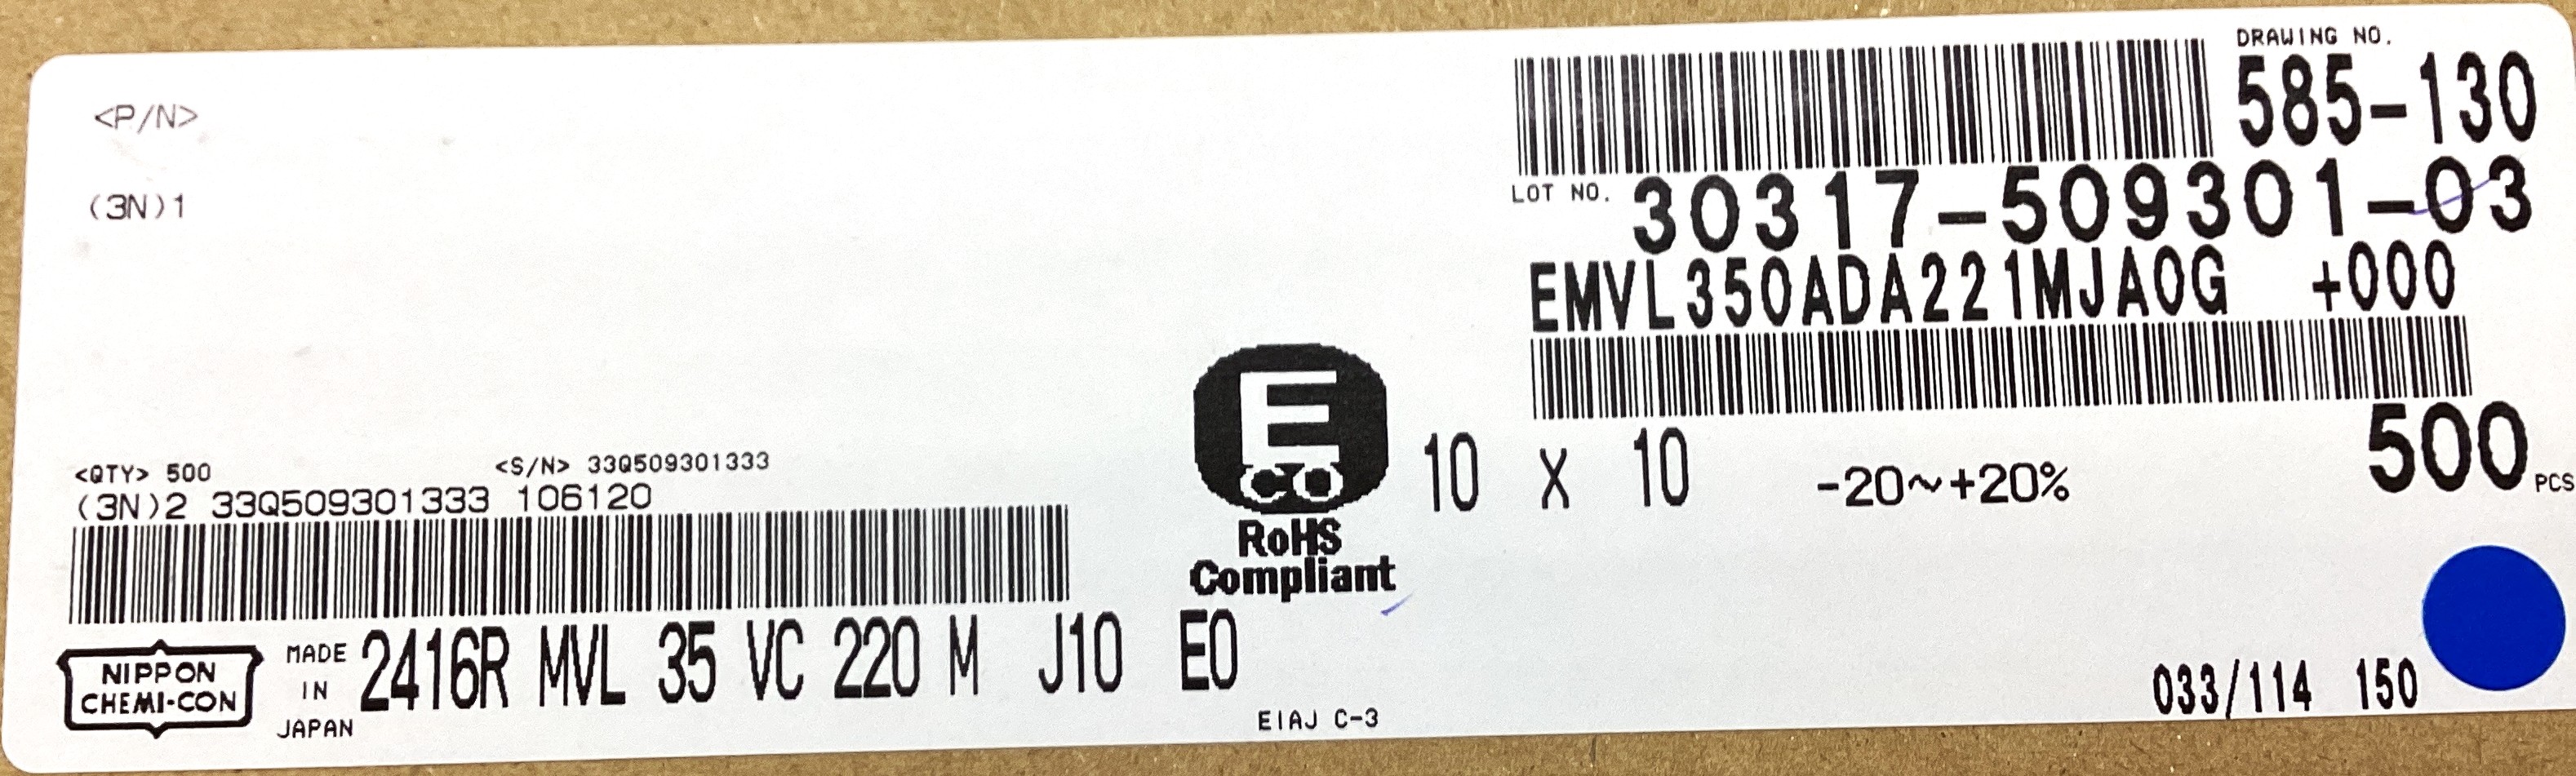 <P/N>
(3N)1
<QTY> 500 <S/N> 33Q509301333
(3N)2 33Q509301333 106120
NIPPON
CHEMI-CON
MADE
IN
JAPAN
2416R MVL 35 VC 220 M J10 E0
EIAJ C-3
E
co
RoHS
Compliant
DRAWING NO.
585-130
LOT NO. 30317-509301-03
EMVL350ADA221MJA0G +000
10 X 10 -20~+20% 500 PCS
033/114 150